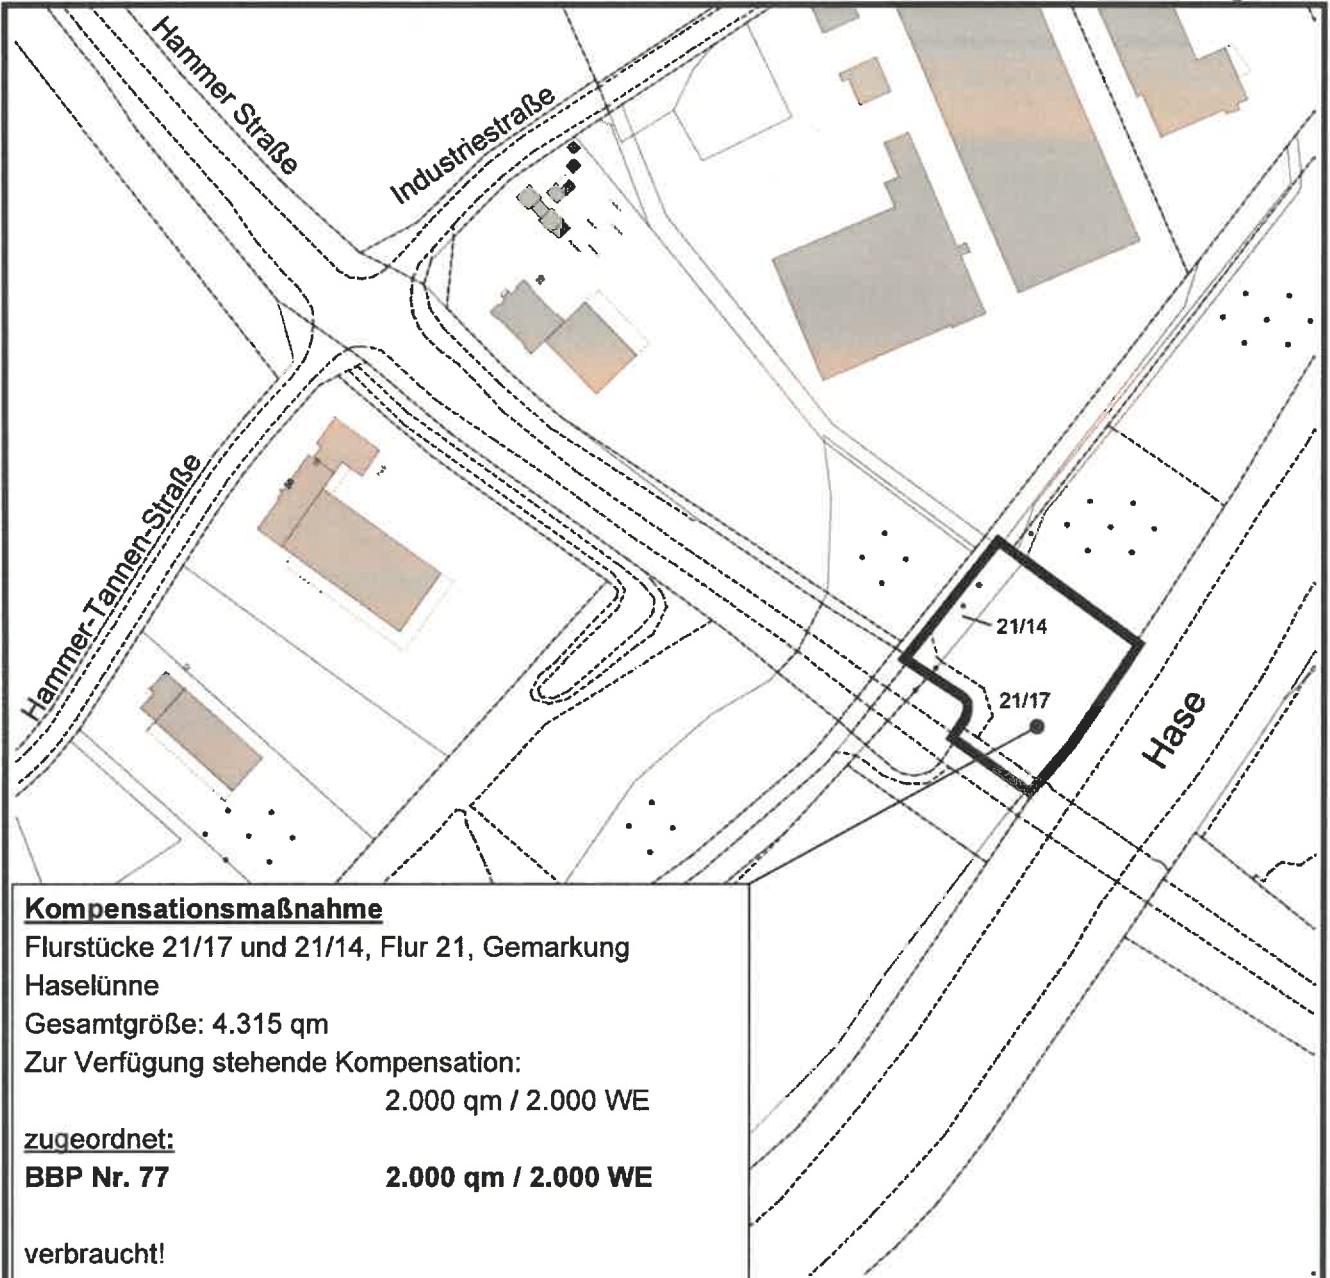 Hammer Straße
Industriestraße
Hammer-Tannen-Straße
21/14
21/17
Hase
Kompensationsmaßnahme
Flurstücke 21/17 und 21/14, Flur 21, Gemarkung
Haselünne
Gesamtgröße: 4.315 qm
Zur Verfügung stehende Kompensation:
2.000 qm / 2.000 WE
zugeordnet:
BBP Nr. 77 2.000 qm / 2.000 WE
verbraucht!